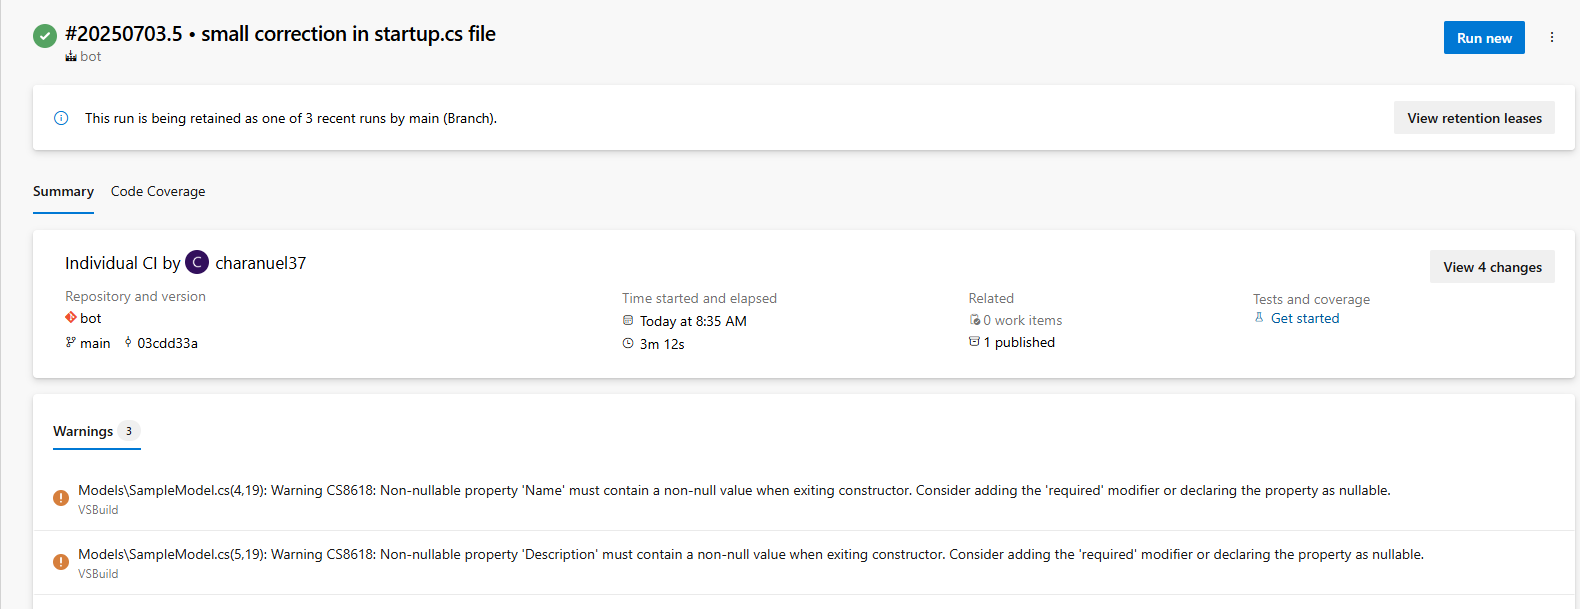 #20250703.5 • small correction in startup.cs file
bot
Run new
This run is being retained as one of 3 recent runs by main (Branch).
View retention leases
Summary
Code Coverage
Individual CI by C charanuel37
View 4 changes
Repository and version
bot
main 03cdd33a
Time started and elapsed
Today at 8:35 AM
3m 12s
Related
0 work items
1 published
Tests and coverage
Get started
Warnings 3
Models\SampleModel.cs(4,19): Warning CS8618: Non-nullable property 'Name' must contain a non-null value when exiting constructor. Consider adding the 'required' modifier or declaring the property as nullable.
VSBuild
Models\SampleModel.cs(5,19): Warning CS8618: Non-nullable property 'Description' must contain a non-null value when exiting constructor. Consider adding the 'required' modifier or declaring the property as nullable.
VSBuild